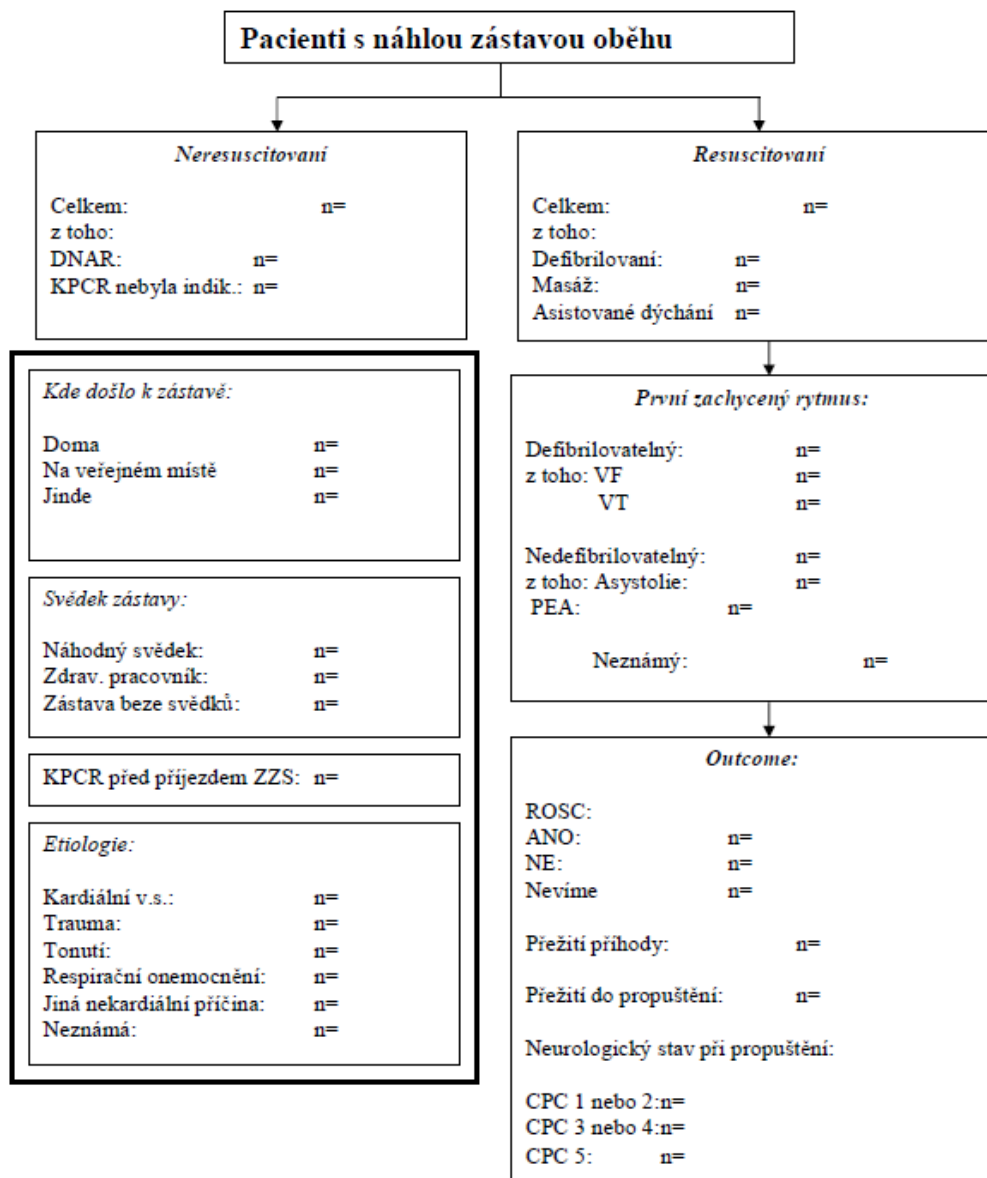 Pacienti s náhlou zástavou oběhu
Neresuscitovaní
Celkem: n=
z toho:
DNAR: n=
KPCR nebyla indik.: n=
Resuscitovaní
Celkem: n=
z toho:
Defibrilovaní: n=
Masáž: n=
Asistované dýchání n=
Kde došlo k zástavě:
Doma n=
Na veřejném místě n=
Jinde n=
Svědek zástavy:
Náhodný svědek: n=
Zdrav. pracovník: n=
Zástava beze svědků: n=
KPCR před příjezdem ZZS: n=
Etiologie:
Kardiální v.s.: n=
Trauma: n=
Tonutí: n=
Respirační onemocnění: n=
Jiná nekardiální příčina: n=
Neznámá: n=
První zachycený rytmus:
Defibrilovatelný: n=
z toho: VF n=
VT n=
Nedefibrilovatelný: n=
z toho: Asystolie: n=
PEA: n=
Neznámý: n=
Outcome:
ROSC:
ANO: n=
NE: n=
Nevíme n=
Přežití příhody: n=
Přežití do propuštění: n=
Neurologický stav při propuštění:
CPC 1 nebo 2:n=
CPC 3 nebo 4:n=
CPC 5: n=